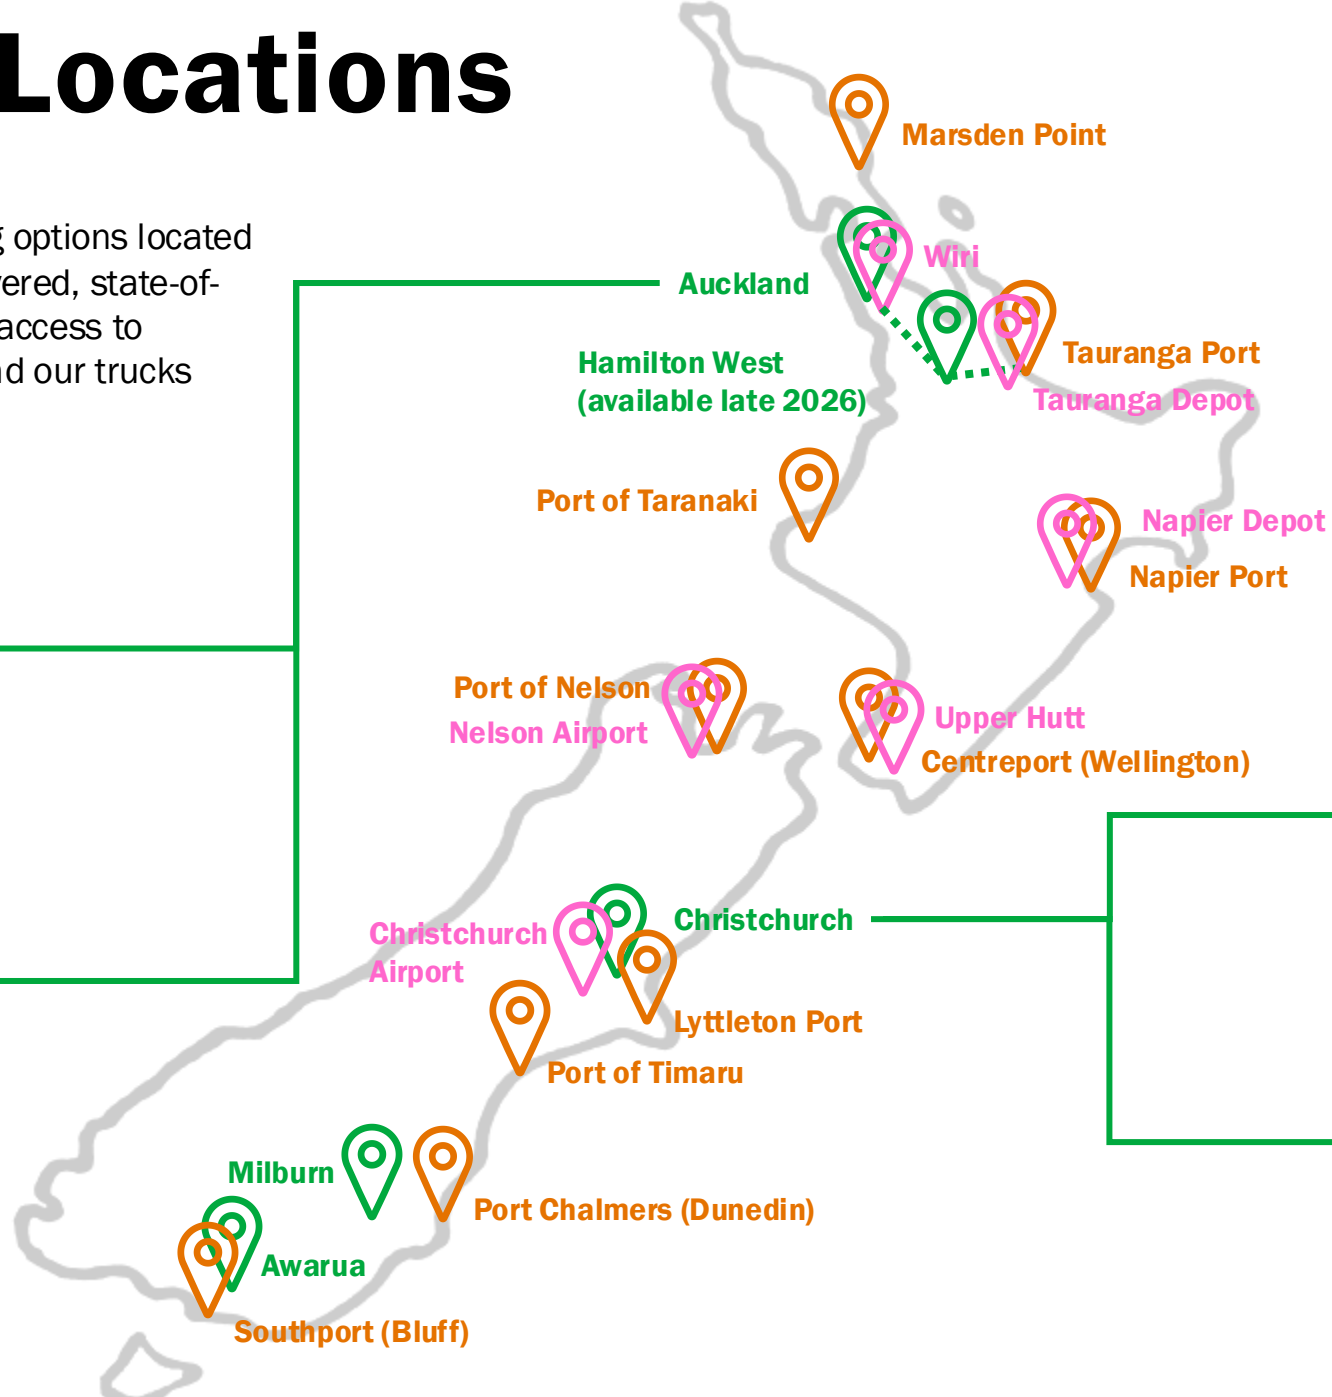 Locations
options located
ered, state-of-
access to
d our trucks
Marsden Point
Wiri
Auckland
Hamilton West
(available late 2026)
Tauranga Port
Tauranga Depot
Port of Taranaki
Napier Depot
Napier Port
Port of Nelson
Nelson Airport
Upper Hutt
Centreport (Wellington)
Christchurch
Christchurch
Airport
Lyttleton Port
Port of Timaru
Milburn
Port Chalmers (Dunedin)
Awarua
Southport (Bluff)